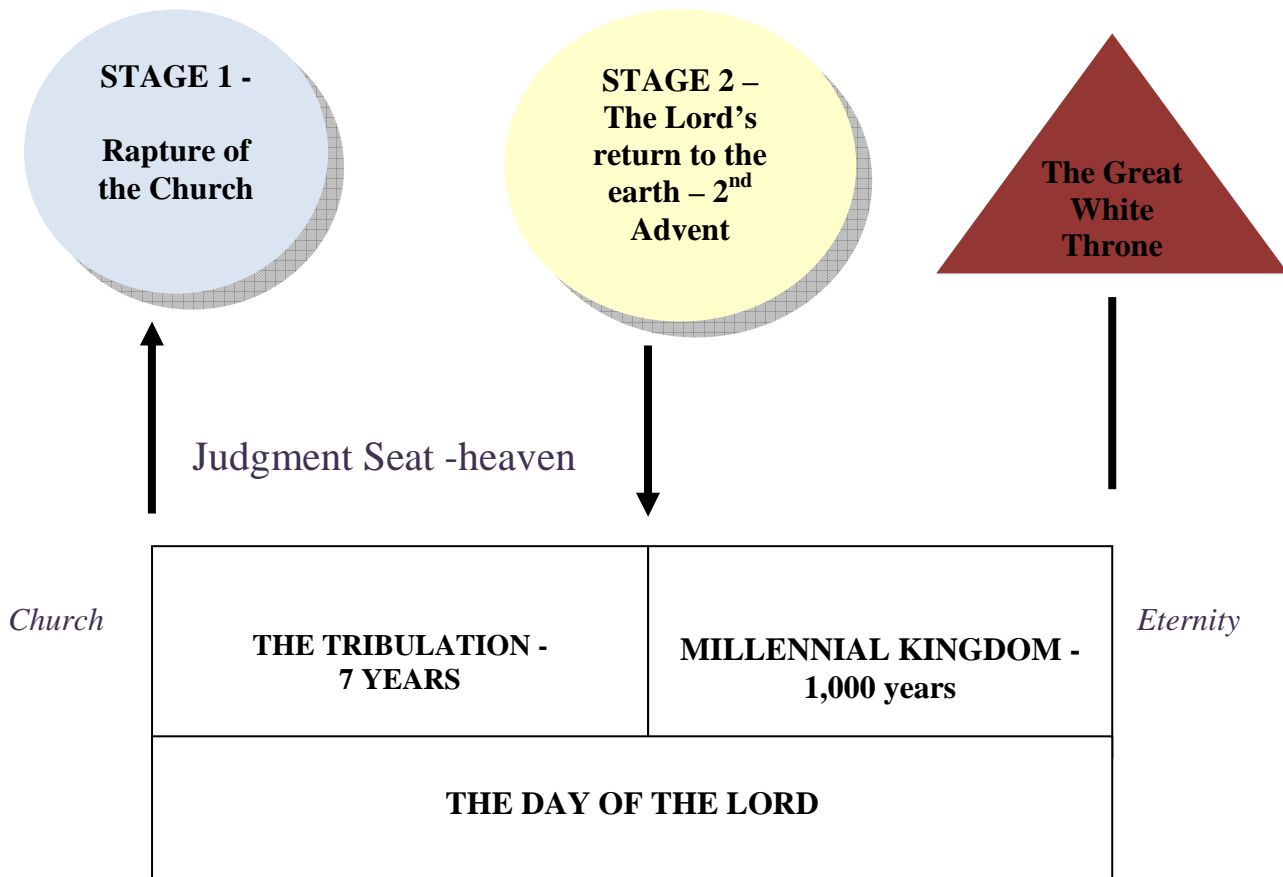 STAGE 1 -
Rapture of
the Church
STAGE 2 –
The Lord’s
return to the
earth – 2nd
Advent
The Great
White
Throne
Judgment Seat -heaven
Church
THE TRIBULATION -
7 YEARS
MILLENNIAL KINGDOM -
1,000 years
Eternity
THE DAY OF THE LORD